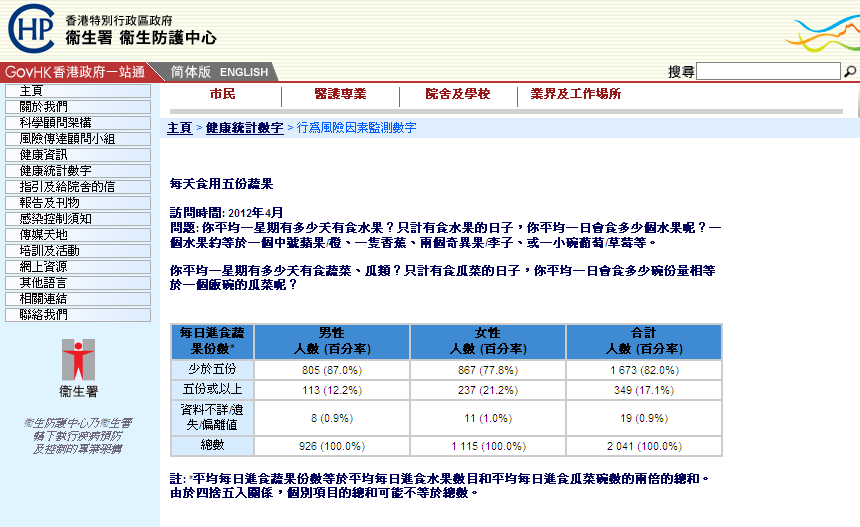 香港特別行政區政府
衞生署 衞生防護中心
GovHK香港政府一站通
简体版 ENGLISH
搜尋
主頁
關於我們
科學顧問架構
風險傳達顧問小組
健康資訊
健康統計數字
指引及給院舍的信
報告及刊物
感染控制須知
傳媒天地
培訓及活動
網上資源
其他語言
相關連結
聯絡我們
衞生署
衞生防護中心乃衞生署
轄下執行疾病預防
及控制的專業架構
市民 醫護專業 院舍及學校 業界及工作場所
主頁 > 健康統計數字 > 行爲風險因素監測數字
每天食用五份蔬果
訪問時間: 2012年4月
問題: 你平均一星期有多少天有食水果？只計有食水果的日子，你平均一日會食多少個水果呢？一
個水果約等於一個中號蘋果/橙、一隻香蕉、兩個奇異果/李子、或一小碗葡萄/草莓等。
你平均一星期有多少天有食蔬菜、瓜類？只計有食瓜菜的日子，你平均一日會食多少碗份量相等
於一個飯碗的瓜菜呢？
每日進食蔬果份數* 男性 人數 (百分率) 女性 人數 (百分率) 合計 人數 (百分率)
少於五份 805 (87.0%) 867 (77.8%) 1 673 (82.0%)
五份或以上 113 (12.2%) 237 (21.2%) 349 (17.1%)
資料不詳/遺失/偏離值 8 (0.9%) 11 (1.0%) 19 (0.9%)
總數 926 (100.0%) 1 115 (100.0%) 2 041 (100.0%)
註: *平均每日進食蔬果份數等於平均每日進食水果數目和平均每日進食瓜菜碗數的兩倍的總和。
由於四捨五入關係，個別項目的總和可能不等於總數。